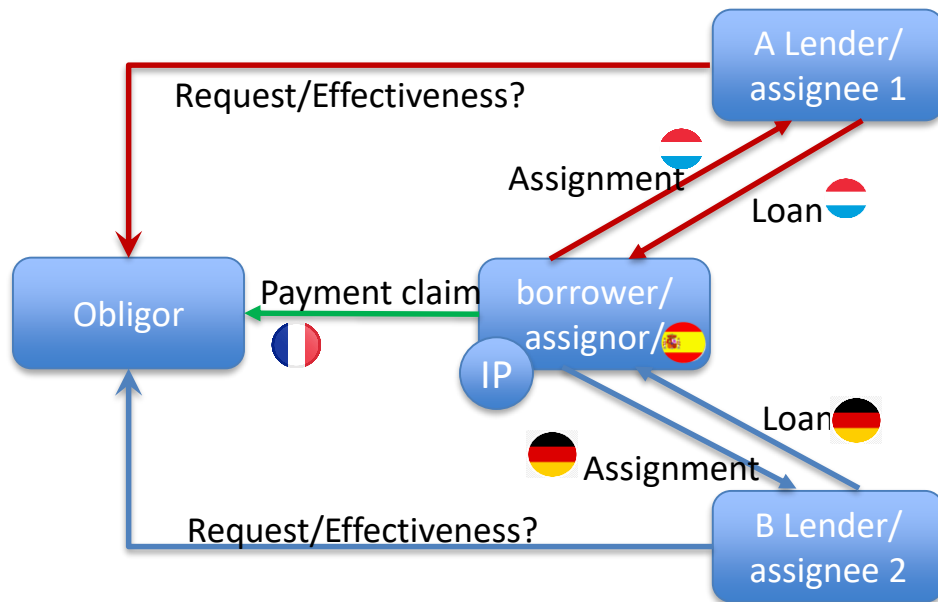 A Lender/
assignee 1
Request/Effectiveness?
Assignment
Loan
Payment claim
Obligor
borrower/
assignor/
IP
Loan
Assignment
Request/Effectiveness?
B Lender/
assignee 2